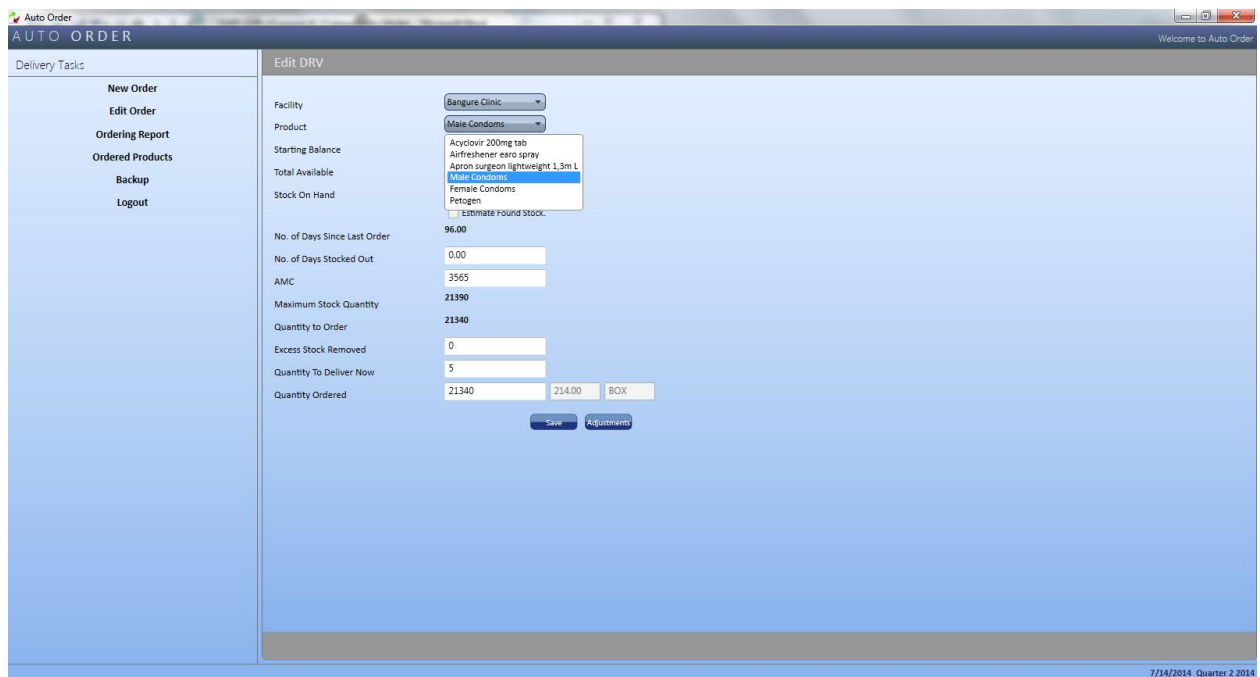 Auto Order
AUTO ORDER
Welcome to Auto Order
Delivery Tasks
New Order
Edit Order
Ordering Report
Ordered Products
Backup
Logout
Edit DRV
Facility
Bangure Clinic
Product
Male Condoms
Acyclovir 200mg tab
Airfreshener earo spray
Apron surgeon lightweight 1,3m L
Male Condoms
Female Condoms
Petogen
Starting Balance
Total Available
Stock On Hand
Estimate Found Stock.
No. of Days Since Last Order
96.00
No. of Days Stocked Out
0.00
AMC
3565
Maximum Stock Quantity
21390
Quantity to Order
21340
Excess Stock Removed
0
Quantity To Deliver Now
5
Quantity Ordered
21340 214.00 BOX
Save Adjustments
7/14/2014 Quarter 2 2014